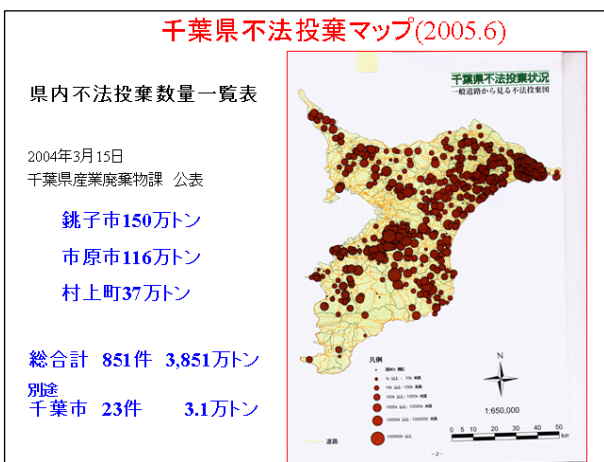 千葉県不法投棄マップ(2005.6)
県内不法投棄数量一覧表
2004年3月15日
千葉県産業廃棄物課 公表
銚子市150万トン
市原市116万トン
村上町37万トン
総合計 851件 3,851万トン
別途
千葉市 23件 3.1万トン
千葉県不法投棄状況
一般道路から見る不法投棄図
凡例
道路
N
1:650,000
0 5 10 20 30 40 50
km
-2-